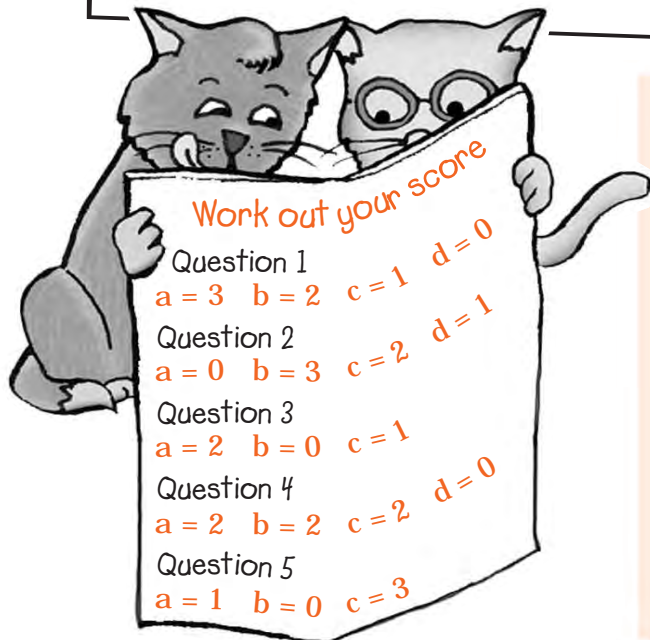 Work out your score
Question 1
a = 3 b = 2 c = 1 d = 0
Question 2
a = 0 b = 3 c = 2 d = 1
Question 3
a = 2 b = 0 c = 1
Question 4
a = 2 b = 2 c = 2 d = 0
Question 5
a = 1 b = 0 c = 3